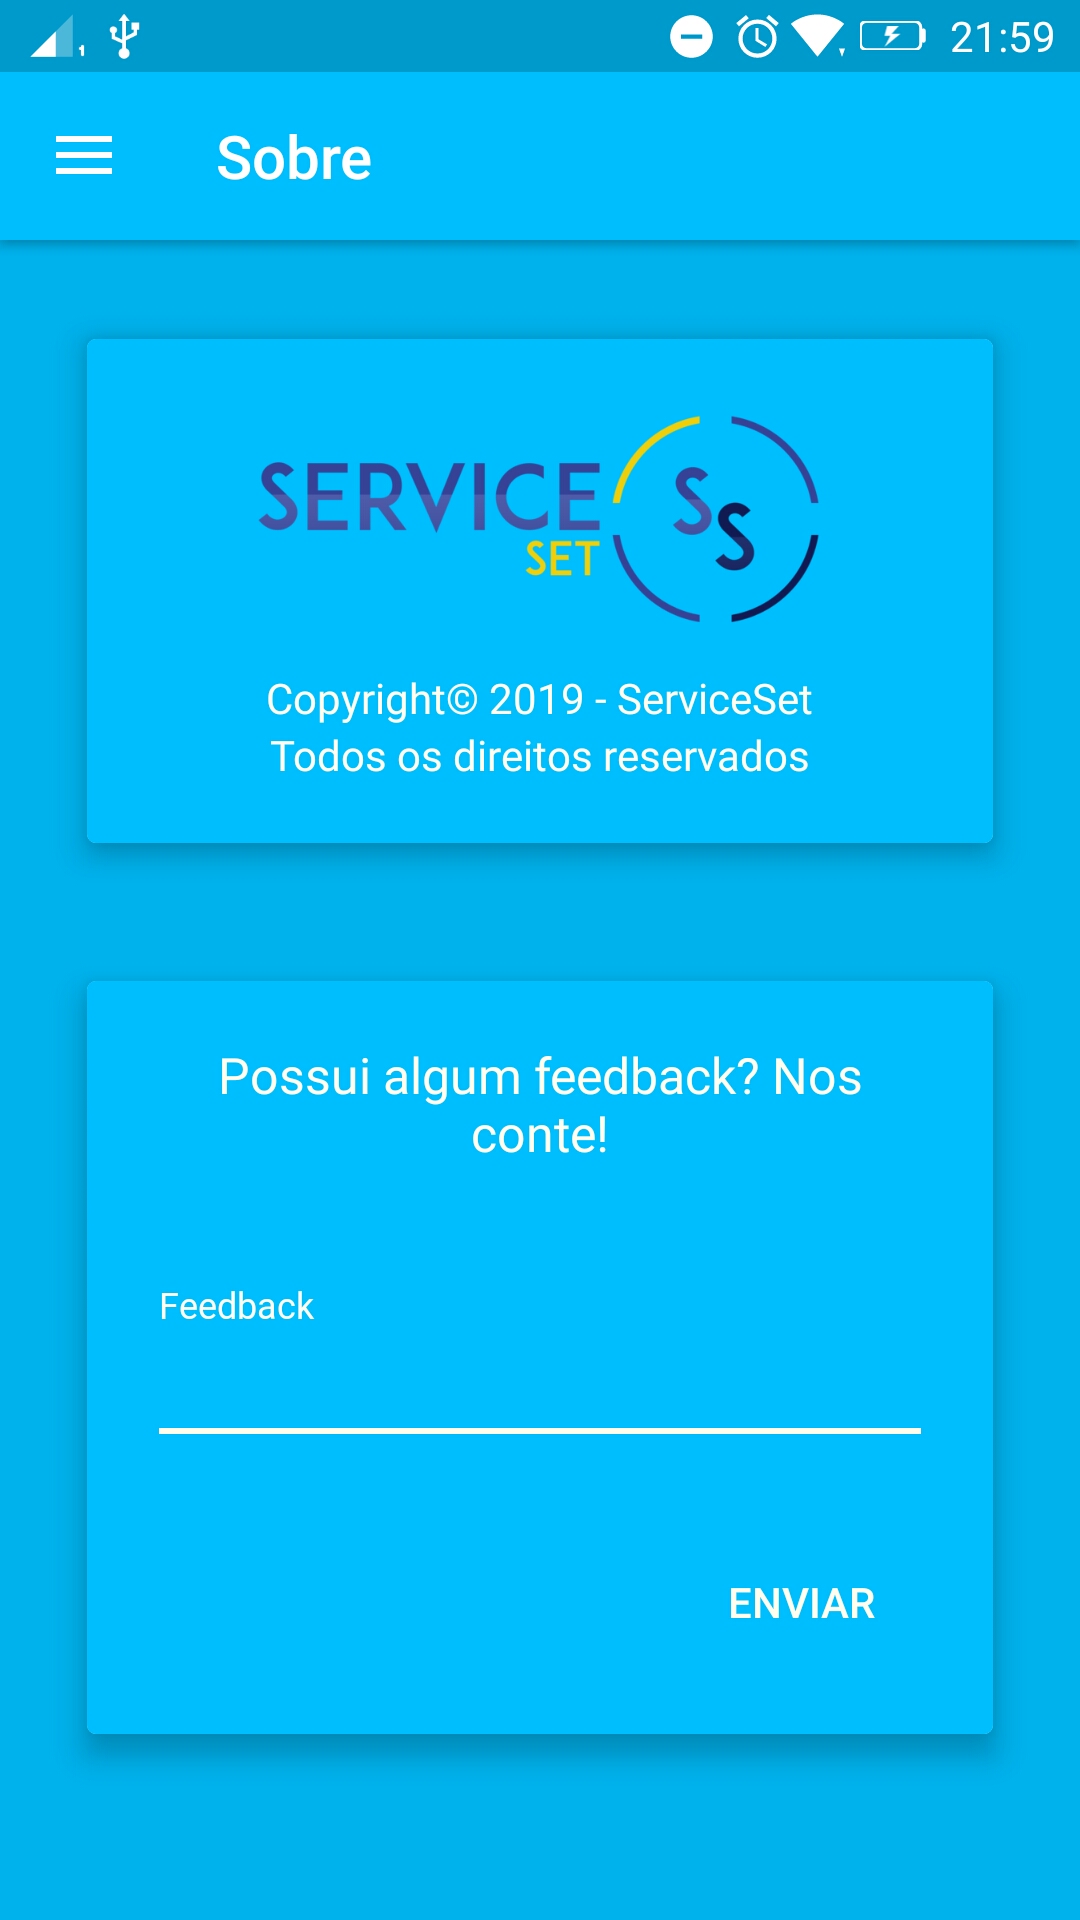 21:59
Sobre
SERVICE
SET
SS
Copyright© 2019 - ServiceSet
Todos os direitos reservados
Possui algum feedback? Nos
conte!
Feedback
ENVIAR